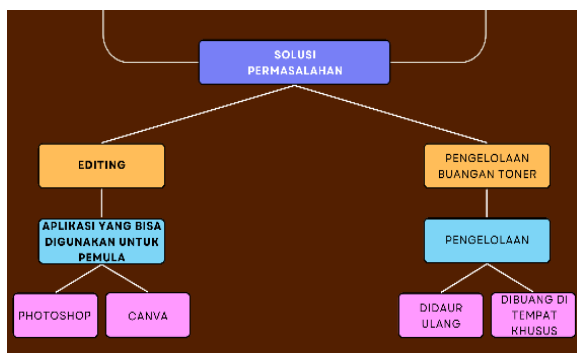 SOLUSI
PERMASALAHAN
EDITING
PENGELOLAAN
BUANGAN TONER
APLIKASI YANG BISA
DIGUNAKAN UNTUK
PEMULA
PENGELOLAAN
PHOTOSHOP
CANVA
DIDAUR
ULANG
DIBUANG DI
TEMPAT
KHUSUS